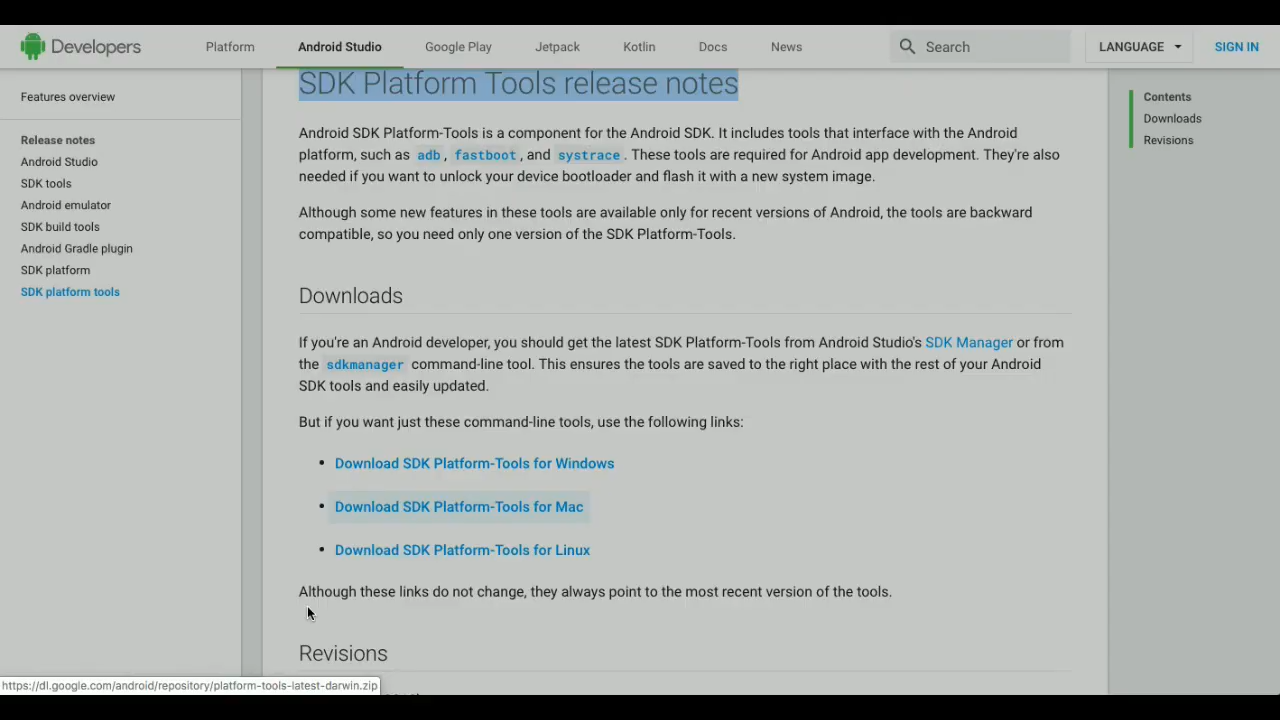 Developers
Platform
Android Studio
Google Play
Jetpack
Kotlin
Docs
News
Search
LANGUAGE
SIGN IN
Features overview
Release notes
Android Studio
SDK tools
Android emulator
SDK build tools
Android Gradle plugin
SDK platform
SDK platform tools
SDK Platform Tools release notes
Android SDK Platform-Tools is a component for the Android SDK. It includes tools that interface with the Android
platform, such as adb, fastboot, and systrace. These tools are required for Android app development. They're also
needed if you want to unlock your device bootloader and flash it with a new system image.
Although some new features in these tools are available only for recent versions of Android, the tools are backward
compatible, so you need only one version of the SDK Platform-Tools.
Downloads
If you're an Android developer, you should get the latest SDK Platform-Tools from Android Studio's SDK Manager or from
the sdkmanager command-line tool. This ensures the tools are saved to the right place with the rest of your Android
SDK tools and easily updated.
But if you want just these command-line tools, use the following links:
• Download SDK Platform-Tools for Windows
• Download SDK Platform-Tools for Mac
• Download SDK Platform-Tools for Linux
Although these links do not change, they always point to the most recent version of the tools.
Revisions
Contents
Downloads
Revisions
https://dl.google.com/android/repository/platform-tools-latest-darwin.zip